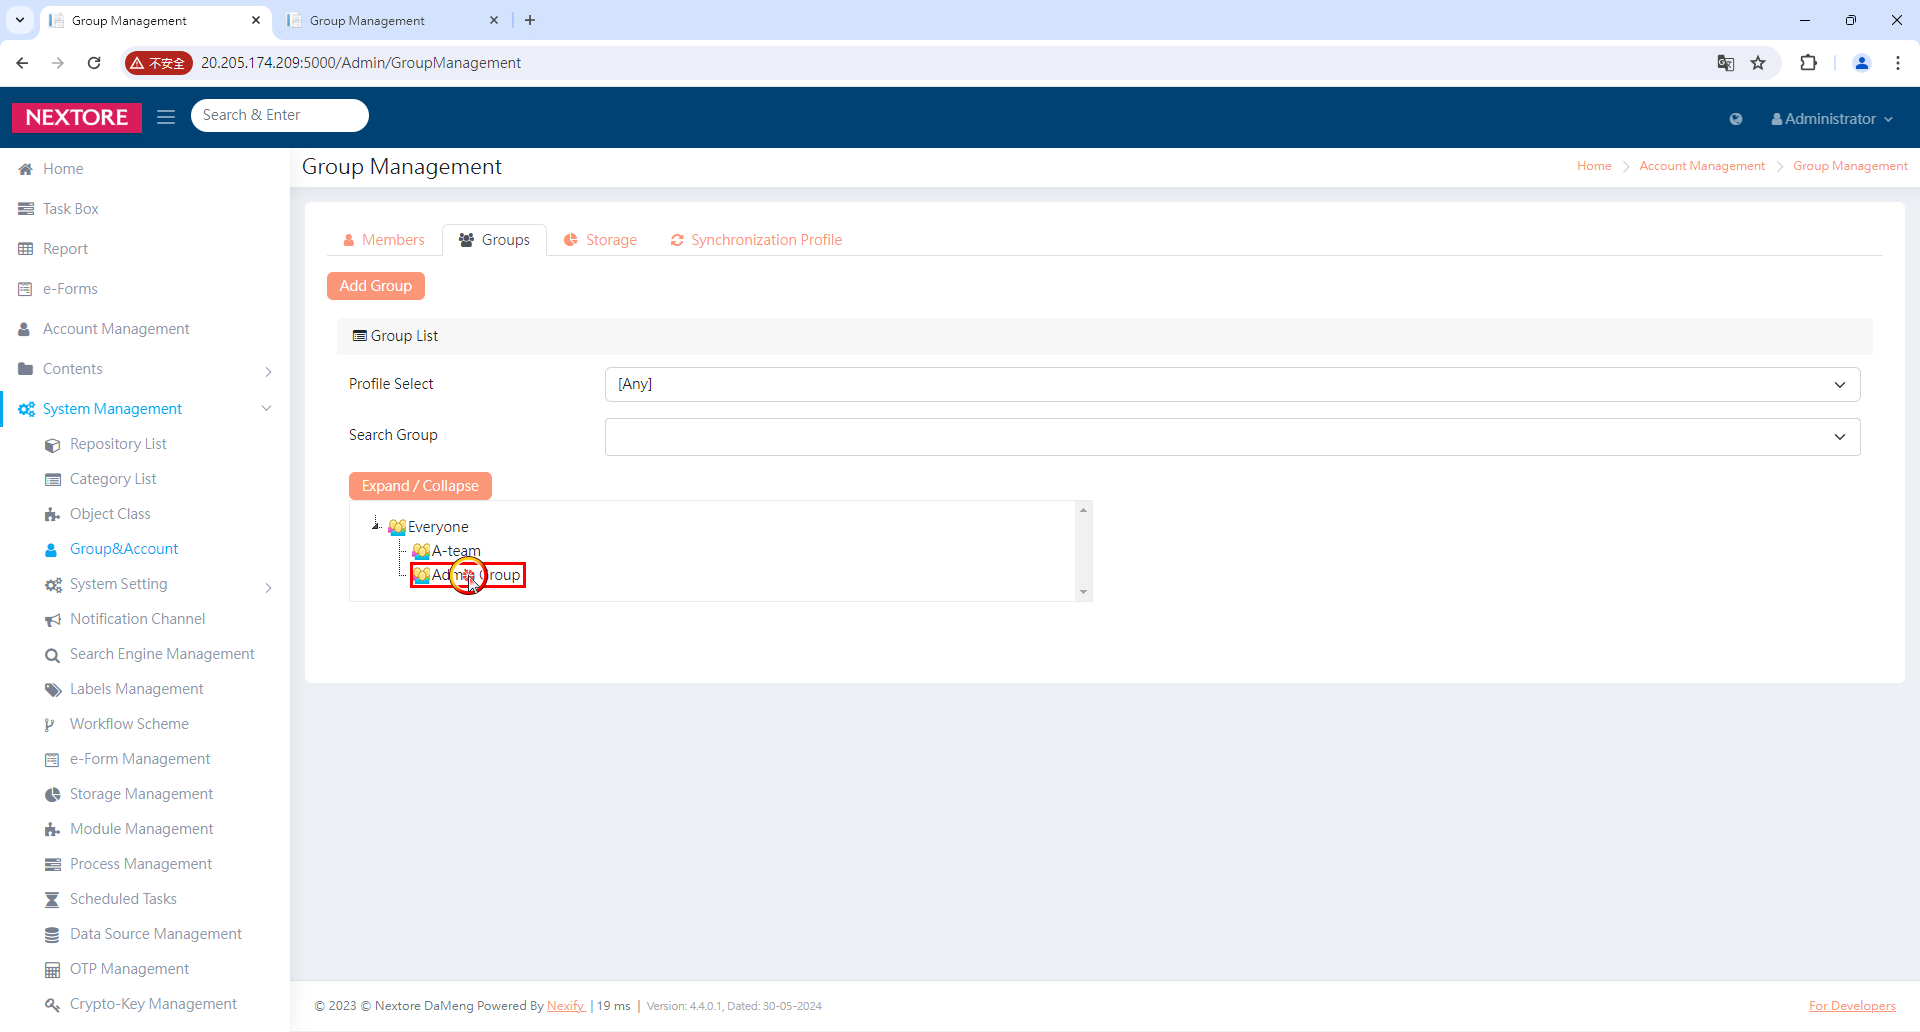 Group Management
Group Management
不安全
20.205.174.209:5000/Admin/GroupManagement
NEXTORE
Search & Enter
Administrator
Home
Task Box
Report
e-Forms
Account Management
Contents
System Management
Repository List
Category List
Object Class
Group&Account
System Setting
Notification Channel
Search Engine Management
Labels Management
Workflow Scheme
e-Form Management
Storage Management
Module Management
Process Management
Scheduled Tasks
Data Source Management
OTP Management
Crypto-Key Management
Group Management
Home
Account Management
Group Management
Members
Groups
Storage
Synchronization Profile
Add Group
Group List
Profile Select
[Any]
Search Group
Expand / Collapse
Everyone
A-team
Admin Group
© 2023 © Nextore DaMeng Powered By Nexify | 19 ms | Version: 4.4.0.1, Dated: 30-05-2024
For Developers